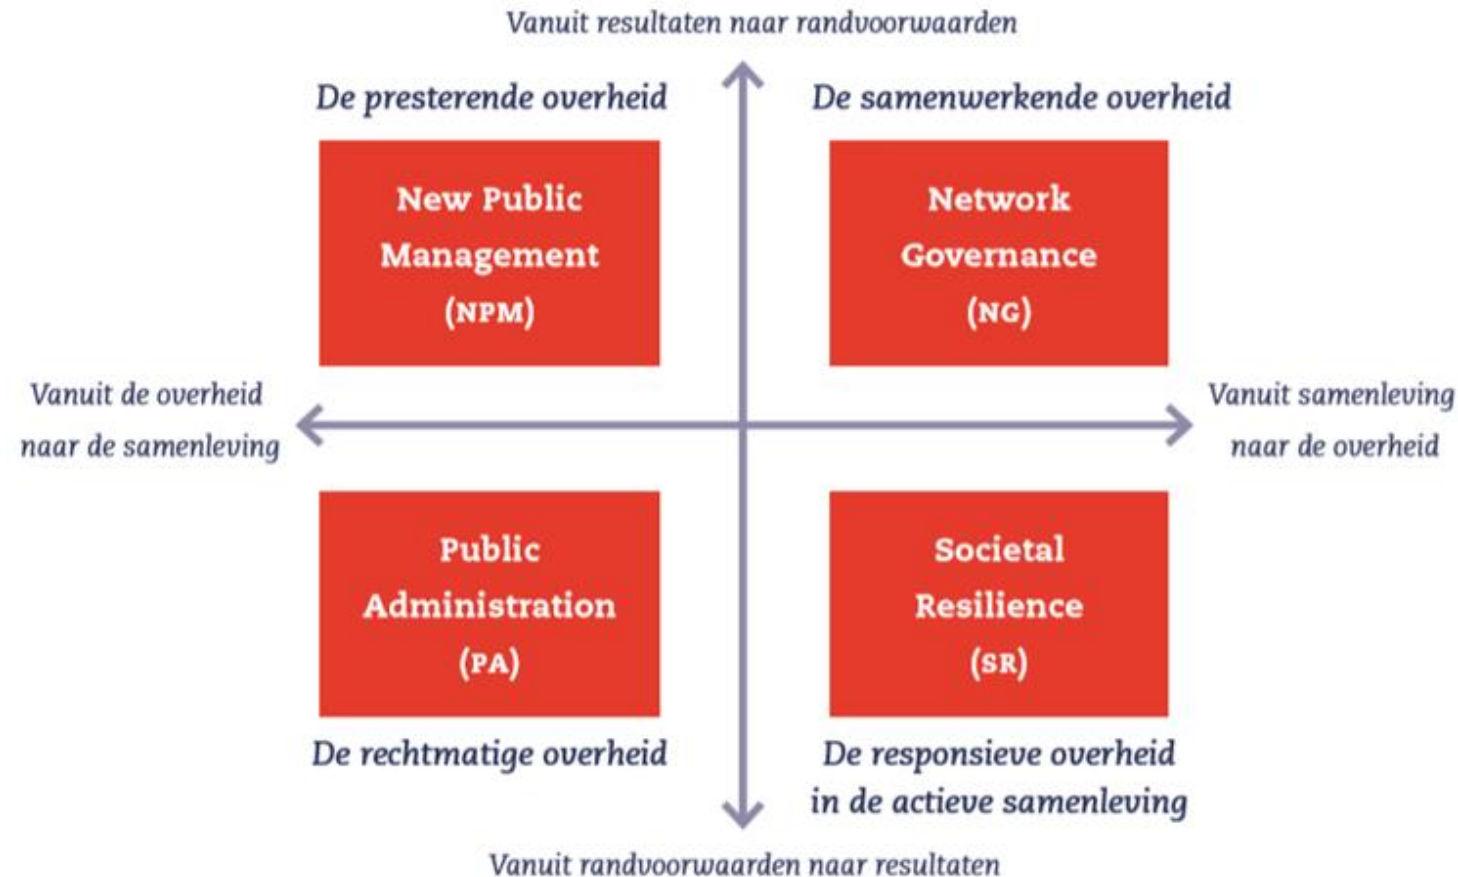 Vanuit resultaten naar randvoorwaarden
De presterende overheid
De samenwerkende overheid
New Public
Management
(NPM)
Network
Governance
(NG)
Vanuit de overheid
naar de samenleving
Vanuit samenleving
naar de overheid
Public
Administration
(PA)
Societal
Resilience
(SR)
De rechtmatige overheid
De responsieve overheid
in de actieve samenleving
Vanuit randvoorwaarden naar resultaten